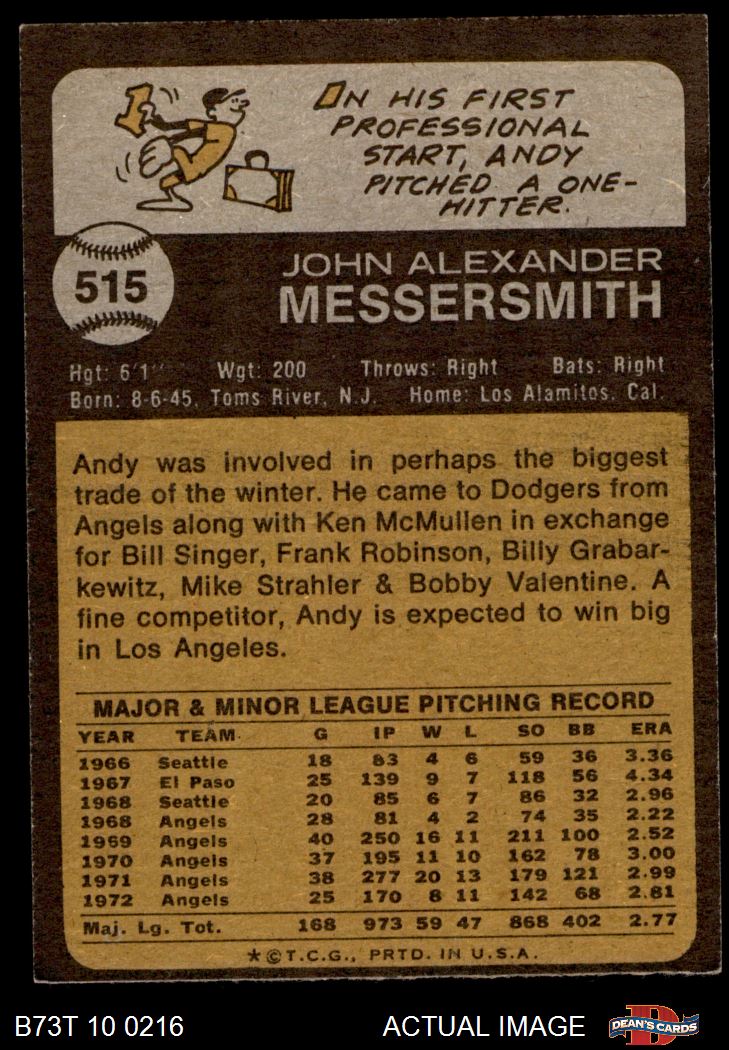 1
ON HIS FIRST
PROFESSIONAL
START, ANDY
PITCHED A ONE-
HITTER.
515
JOHN ALEXANDER
MESSERSMITH
Hgt: 6'1" Wgt: 200 Throws: Right Bats: Right
Born: 8-6-45, Toms River, N.J. Home: Los Alamitos, Cal.
Andy was involved in perhaps the biggest
trade of the winter. He came to Dodgers from
Angels along with Ken McMullen in exchange
for Bill Singer, Frank Robinson, Billy Grabar-
kewitz, Mike Strahler & Bobby Valentine. A
fine competitor, Andy is expected to win big
in Los Angeles.
MAJOR & MINOR LEAGUE PITCHING RECORD
YEAR TEAM G IP W L SO BB ERA
1966 Seattle 18 83 4 6 59 36 3.36
1967 El Paso 25 139 9 7 118 56 4.34
1968 Seattle 20 85 6 7 86 32 2.96
1968 Angels 28 81 4 2 74 35 2.22
1969 Angels 40 250 16 11 211 100 2.52
1970 Angels 37 195 11 10 162 78 3.00
1971 Angels 38 277 20 13 179 121 2.99
1972 Angels 25 170 8 11 142 68 2.81
Maj. Lg. Tot. 168 973 59 47 868 402 2.77
*©T.C.G., PRTD. IN U.S.A.
B73T 10 0216 ACTUAL IMAGE D DEAN'S CARDS